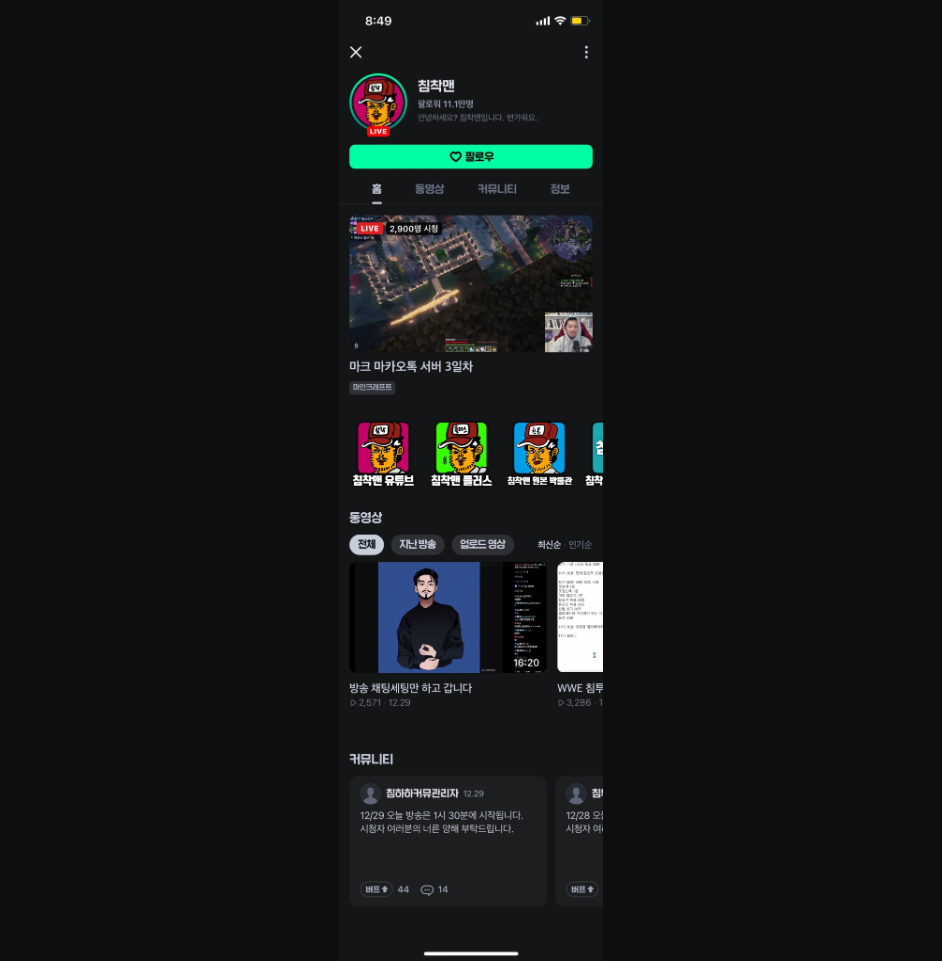 8:49
침착맨
팔로워 11.1만명
안녕하세요? 침착맨입니다. 반가워요.
LIVE
팔로우
홈 동영상 커뮤니티 정보
LIVE 2,900명 시청
마크 마카오톡 서버 3일차
마인크래프트
침착맨 유튜브 침착맨 플러스 침착맨 원본 박물관 침착
동영상
전체 지난 방송 업로드 영상 최신순 · 인기순
16:20
방송 채팅세팅만 하고 갑니다 WWE 침투
2,571 · 12.29 3,286 · 1
커뮤니티
침하하커뮤관리자 12.29
12/29 오늘 방송은 1시 30분에 시작됩니다.
시청자 여러분의 너른 양해 부탁드립니다.
버프 44 14
12/28 오
시청자 여
버프